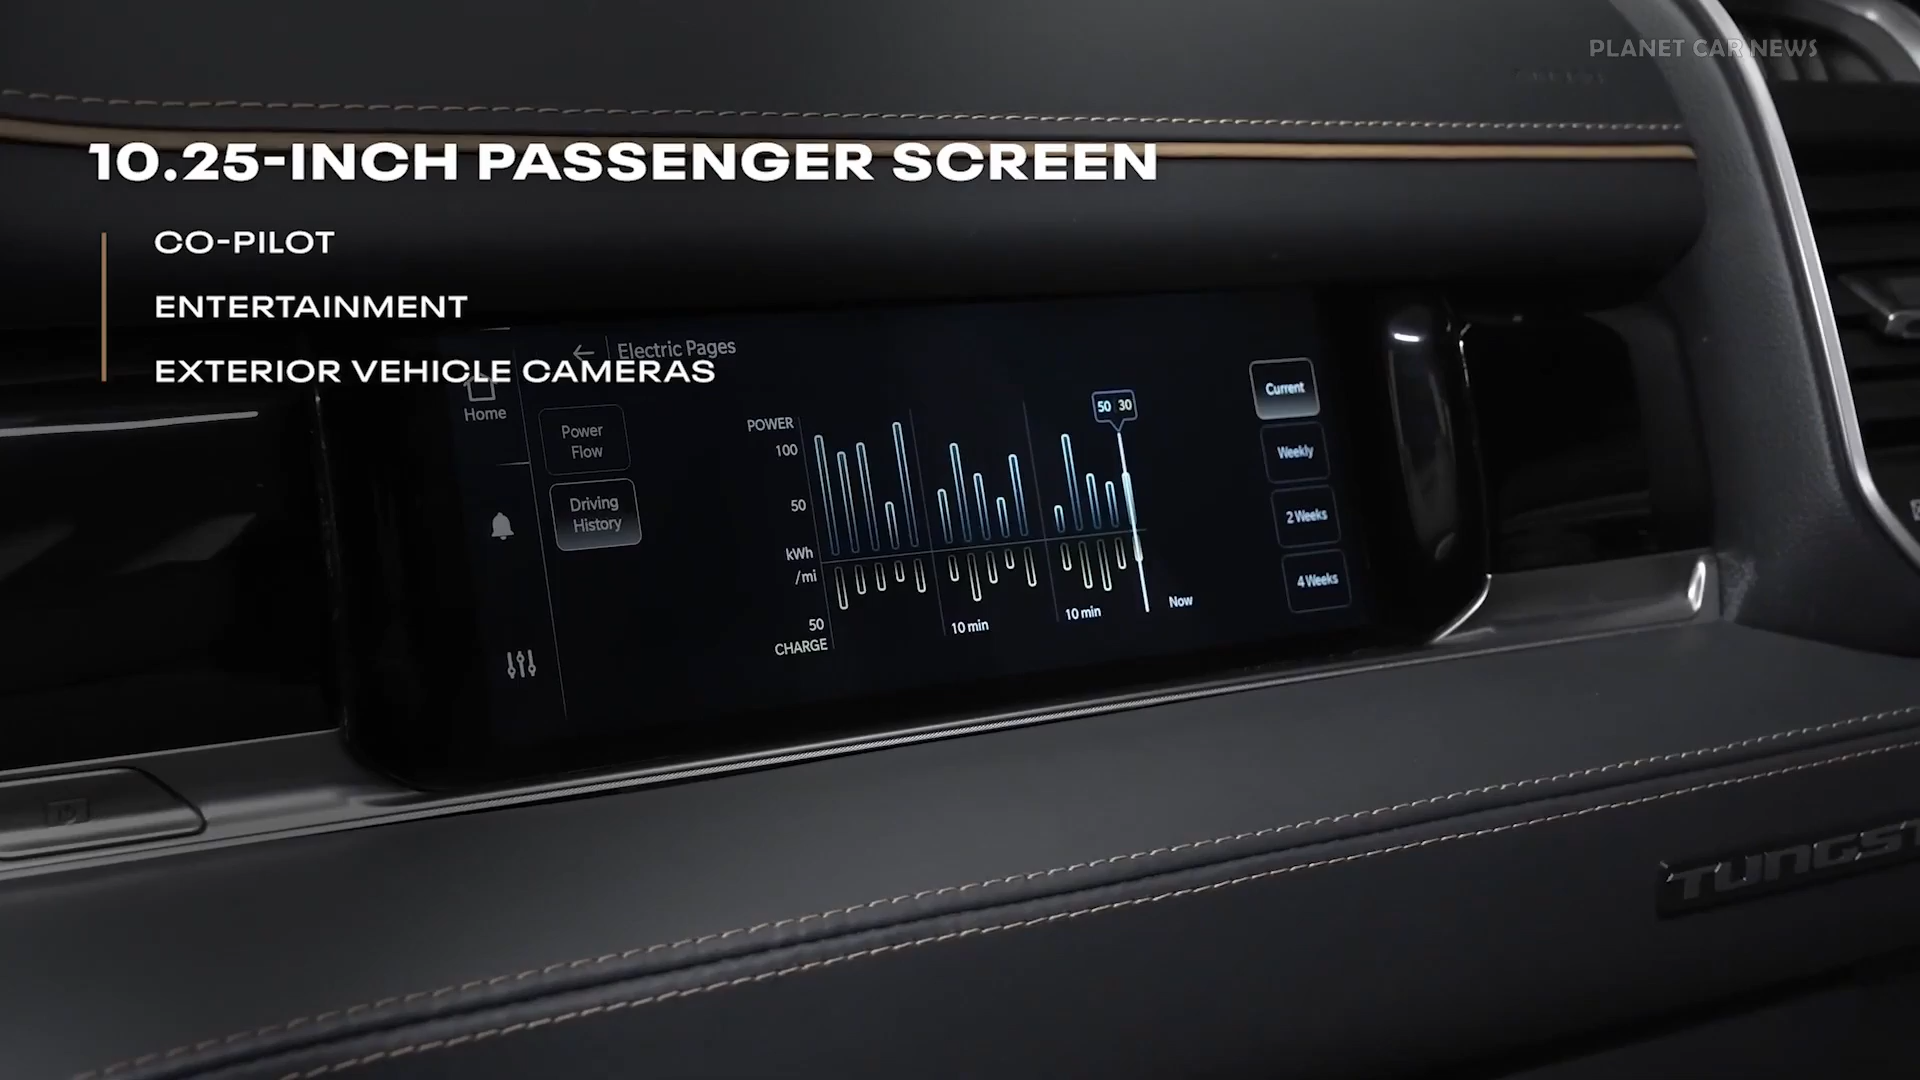 PLANET CAR NEWS
10.25-INCH PASSENGER SCREEN
CO-PILOT
ENTERTAINMENT
EXTERIOR VEHICLE CAMERAS
Electric Pages
Home
Power
Flow
Driving
History
POWER
100
50
kWh
/mi
50
CHARGE
50 30
10 min
10 min
Now
Current
Weekly
2 Weeks
4 Weeks
TUNGST